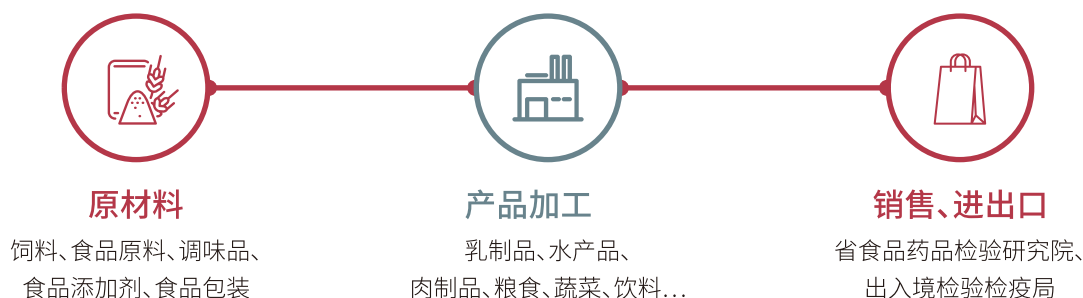 原材料
饲料、食品原料、调味品、
食品添加剂、食品包装
产品加工
乳制品、水产品、
肉制品、粮食、蔬菜、饮料…
销售、进出口
省食品药品检验研究院、
出入境检验检疫局